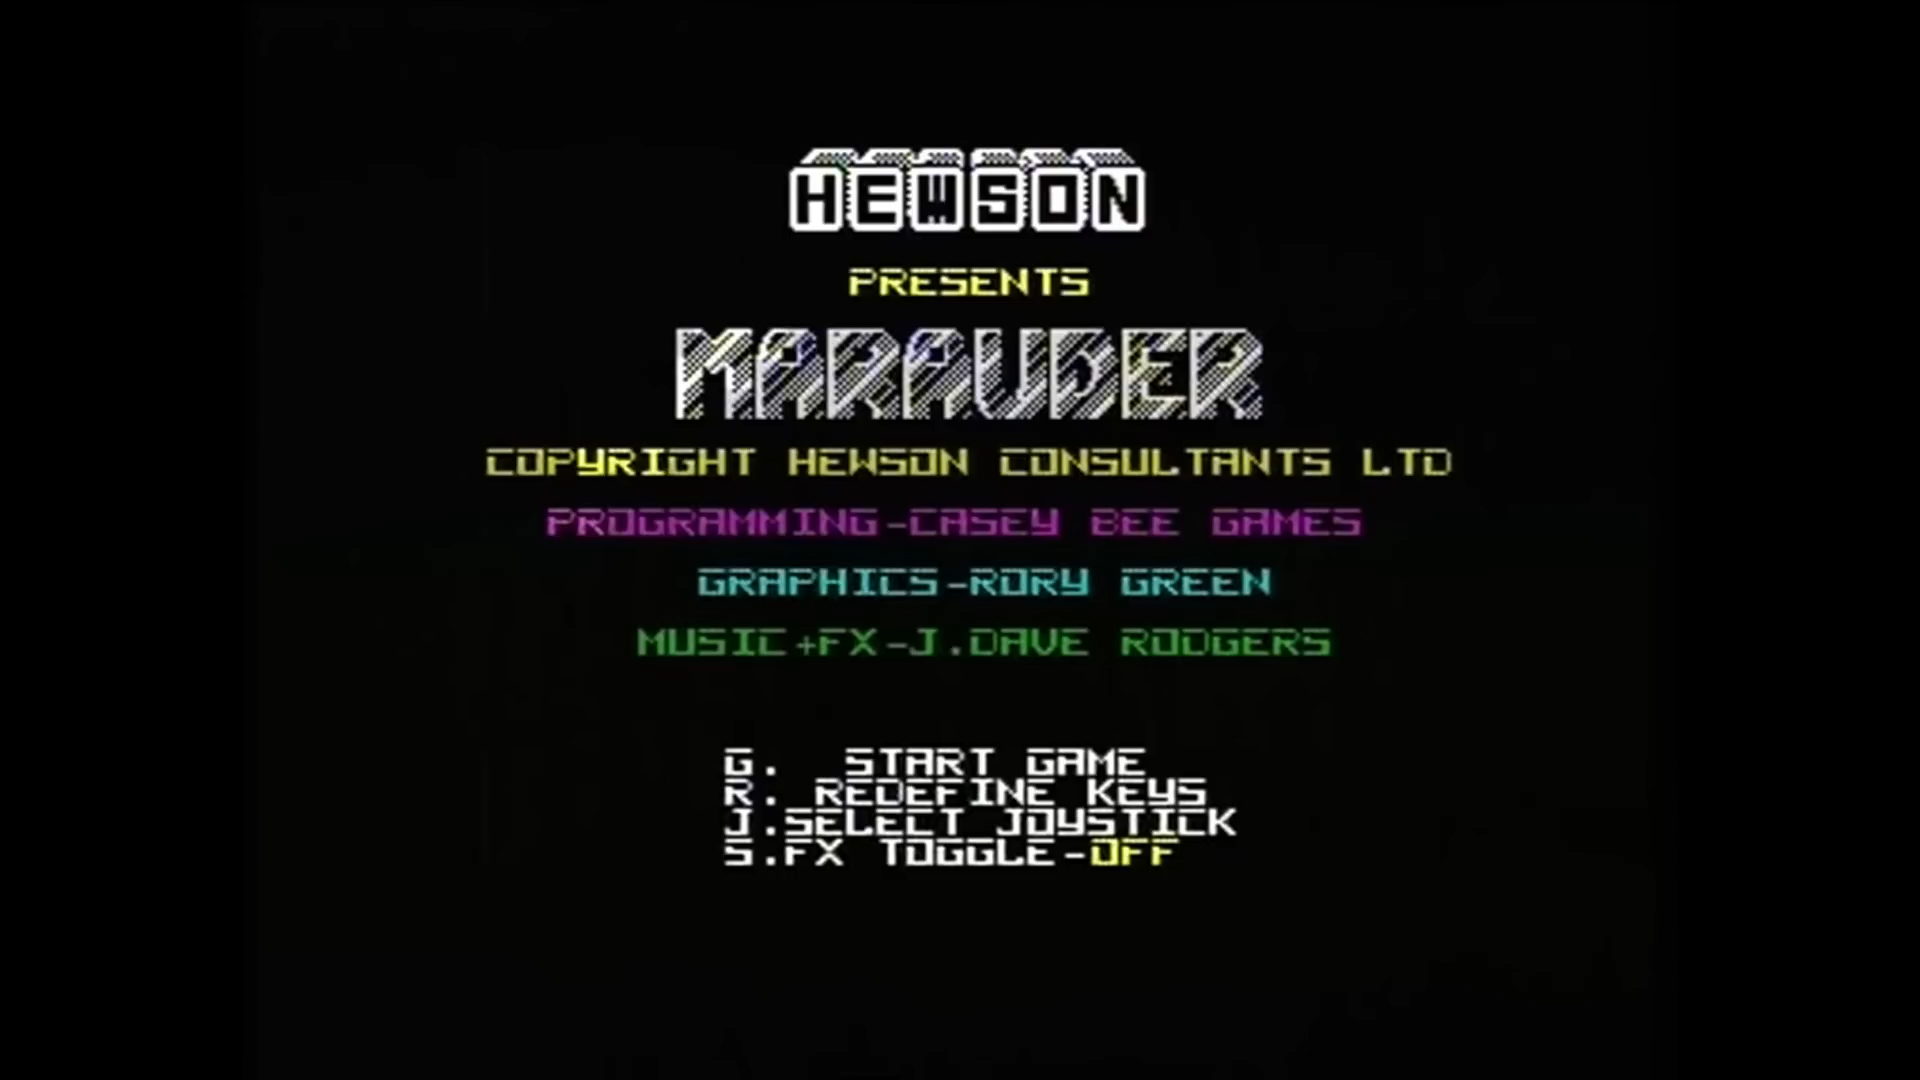 HEWSON
PRESENTS
MARAUDER
COPYRIGHT HEWSON CONSULTANTS LTD
PROGRAMMING-CASEY BEE GAMES
GRAPHICS-RORY GREEN
MUSIC+FX-J.DAVE RODGERS
G. START GAME
R. REDEFINE KEYS
J.SELECT JOYSTICK
S.FX TOGGLE-OFF